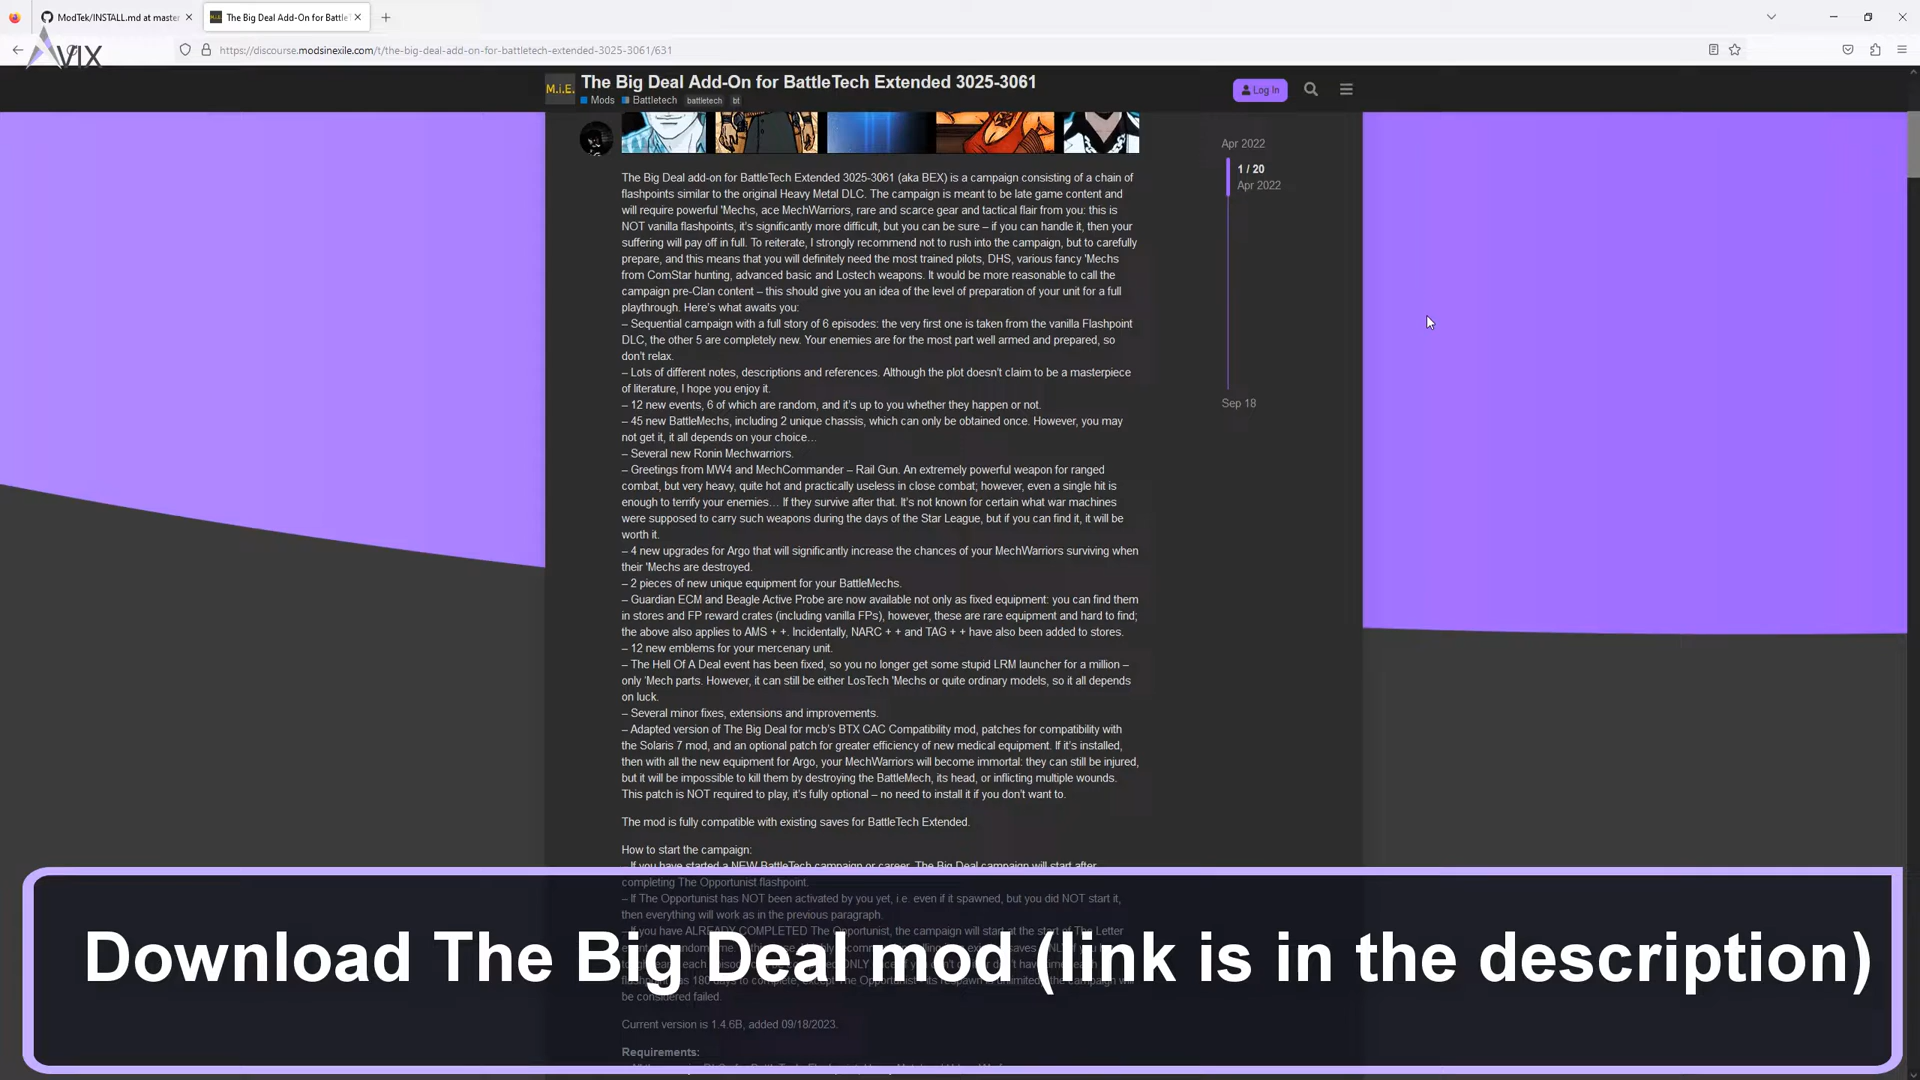 ModTek/INSTALL.md at master
The Big Deal Add-On for BattleT
VIX
https://discourse.modsinexile.com/t/the-big-deal-add-on-for-battletech-extended-3025-3061/631
M.i.E.
The Big Deal Add-On for BattleTech Extended 3025-3061
Mods Battletech battletech bt
Log In
Apr 2022
1 / 20
Apr 2022
Sep 18
The Big Deal add-on for BattleTech Extended 3025-3061 (aka BEX) is a campaign consisting of a chain of
flashpoints similar to the original Heavy Metal DLC. The campaign is meant to be late game content and
will require powerful 'Mechs, ace MechWarriors, rare and scarce gear and tactical flair from you: this is
NOT vanilla flashpoints, it's significantly more difficult, but you can be sure – if you can handle it, then your
suffering will pay off in full. To reiterate, I strongly recommend not to rush into the campaign, but to carefully
prepare, and this means that you will definitely need the most trained pilots, DHS, various fancy 'Mechs
from ComStar hunting, advanced basic and Lostech weapons. It would be more reasonable to call the
campaign pre-Clan content – this should give you an idea of the level of preparation of your unit for a full
playthrough. Here's what awaits you:
– Sequential campaign with a full story of 6 episodes: the very first one is taken from the vanilla Flashpoint
DLC, the other 5 are completely new. Your enemies are for the most part well armed and prepared, so
don't relax.
– Lots of different notes, descriptions and references. Although the plot doesn't claim to be a masterpiece
of literature, I hope you enjoy it.
– 12 new events, 6 of which are random, and it's up to you whether they happen or not.
– 45 new BattleMechs, including 2 unique chassis, which can only be obtained once. However, you may
not get it, it all depends on your choice…
– Several new Ronin Mechwarriors.
– Greetings from MW4 and MechCommander – Rail Gun. An extremely powerful weapon for ranged
combat, but very heavy, quite hot and practically useless in close combat; however, even a single hit is
enough to terrify your enemies… If they survive after that. It's not known for certain what war machines
were supposed to carry such weapons during the days of the Star League, but if you can find it, it will be
worth it.
– 4 new upgrades for Argo that will significantly increase the chances of your MechWarriors surviving when
their 'Mechs are destroyed.
– 2 pieces of new unique equipment for your BattleMechs.
– Guardian ECM and Beagle Active Probe are now available not only as fixed equipment: you can find them
in stores and FP reward crates (including vanilla FPs), however, these are rare equipment and hard to find;
the above also applies to AMS + +. Incidentally, NARC + + and TAG + + have also been added to stores.
– 12 new emblems for your mercenary unit.
– The Hell Of A Deal event has been fixed, so you no longer get some stupid LRM launcher for a million –
only 'Mech parts. However, it can still be either LosTech 'Mechs or quite ordinary models, so it all depends
on luck.
– Several minor fixes, extensions and improvements.
– Adapted version of The Big Deal for mcb's BTX CAC Compatibility mod, patches for compatibility with
the Solaris 7 mod, and an optional patch for greater efficiency of new medical equipment. If it's installed,
then with all the new equipment for Argo, your MechWarriors will become immortal: they can still be injured,
but it will be impossible to kill them by destroying the BattleMech, its head, or inflicting multiple wounds.
This patch is NOT required to play, it's fully optional – no need to install it if you don't want to.
The mod is fully compatible with existing saves for BattleTech Extended.
How to start the campaign:
– If you have started a NEW BattleTech campaign or career, The Big Deal campaign will start after
completing The Opportunist flashpoint.
– If The Opportunist has NOT been activated by you yet, i.e. even if it spawned, but you did NOT start it,
then everything will work as in the previous paragraph.
you have ALREADY COMPLETED The Opportunist, the campaign will start at the start of The Letter
Download The Big Deal mod (link is in the description)
be considered failed.
Current version is 1.4.6B, added 09/18/2023.
Requirements: